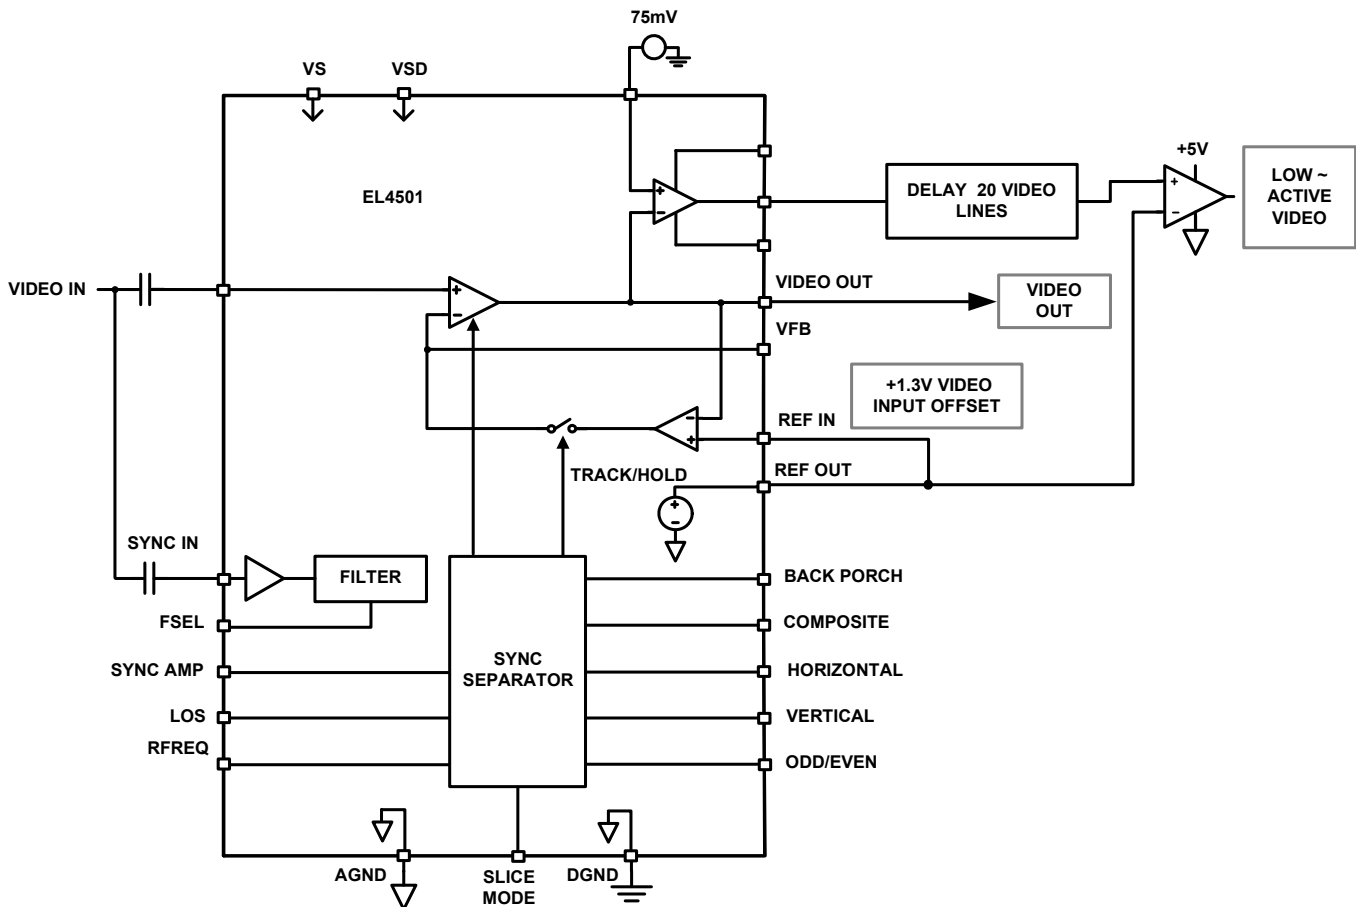 75mV
VS
VSD
+5V
LOW ~
ACTIVE
VIDEO
DELAY 20 VIDEO
LINES
EL4501
+
−
+
−
VIDEO IN
VIDEO OUT
VIDEO
OUT
+
−
VFB
+1.3V VIDEO
INPUT OFFSET
REF IN
−
+
TRACK/HOLD
REF OUT
+
−
SYNC IN
FILTER
BACK PORCH
FSEL
COMPOSITE
SYNC
SEPARATOR
SYNC AMP
HORIZONTAL
LOS
VERTICAL
RFREQ
ODD/EVEN
AGND
SLICE
MODE
DGND